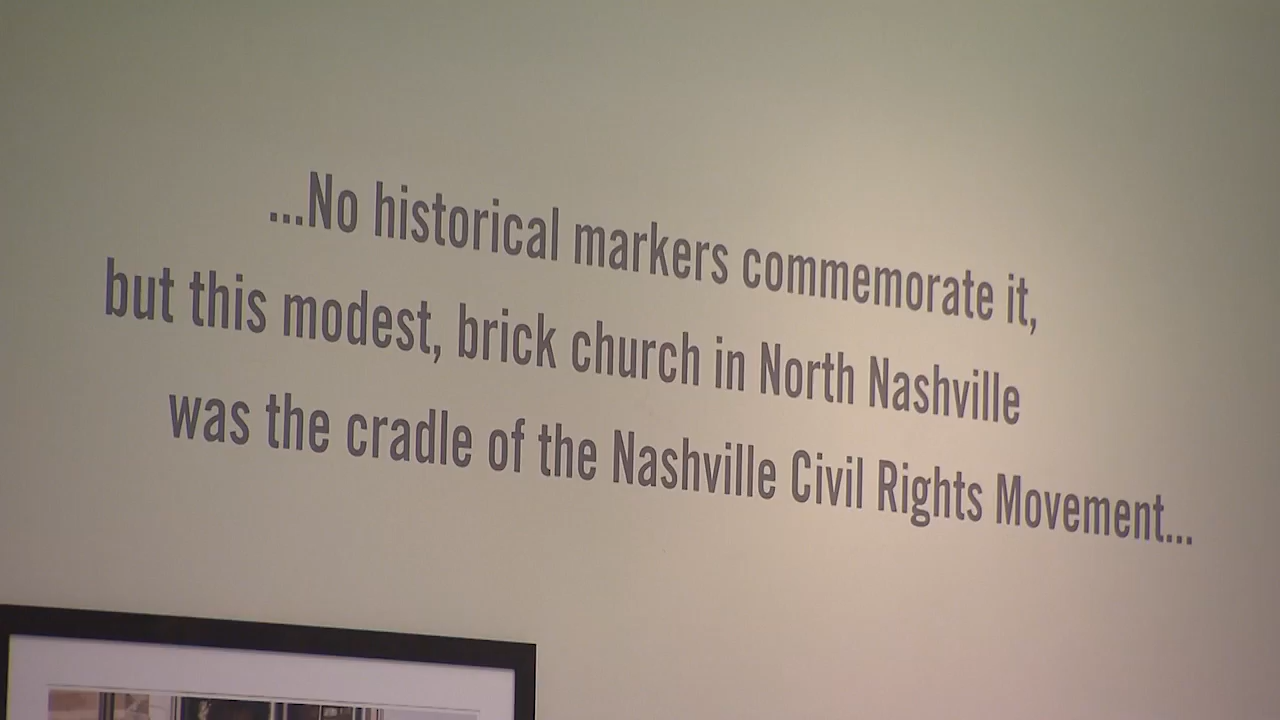 ...No historical markers commemorate it,
but this modest, brick church in North Nashville
was the cradle of the Nashville Civil Rights Movement...